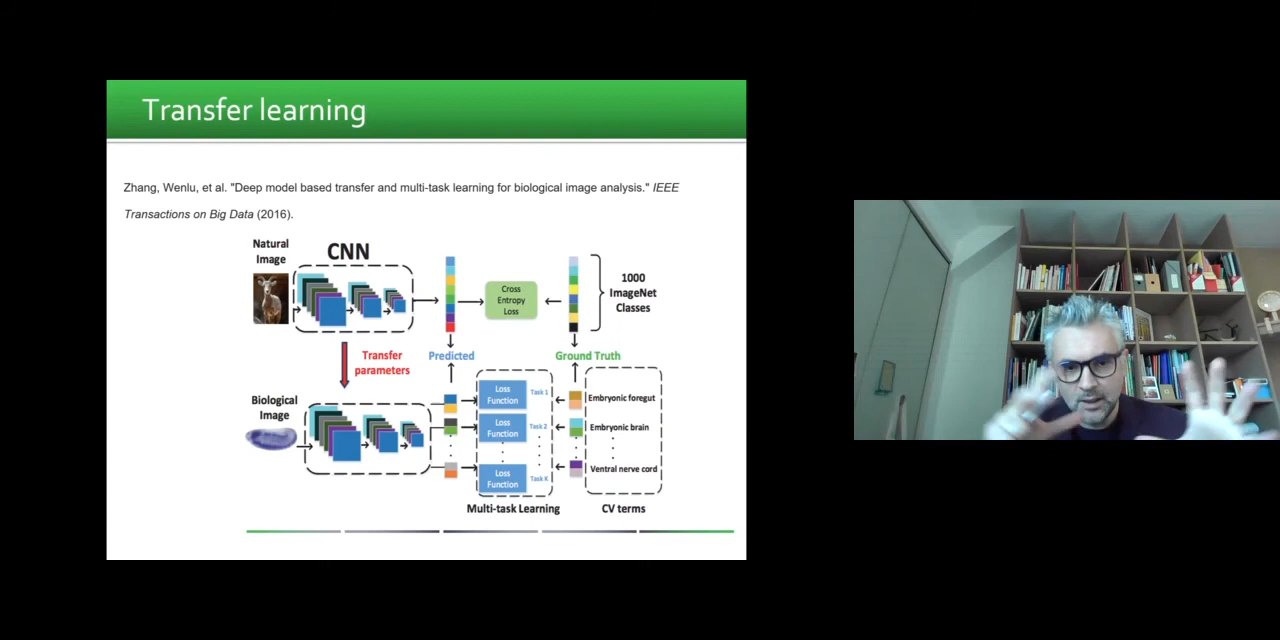 Transfer learning
Zhang, Wenlu, et al. "Deep model based transfer and multi-task learning for biological image analysis." IEEE
Transactions on Big Data (2016).
Natural
Image
CNN
Cross
Entropy
Loss
1000
ImageNet
Classes
Transfer
parameters
Predicted
Ground Truth
Biological
Image
Loss
Function
Task 1
Embryonic foregut
Loss
Function
Task 2
Embryonic brain
Loss
Function
Task K
Ventral nerve cord
Multi-task Learning
CV terms